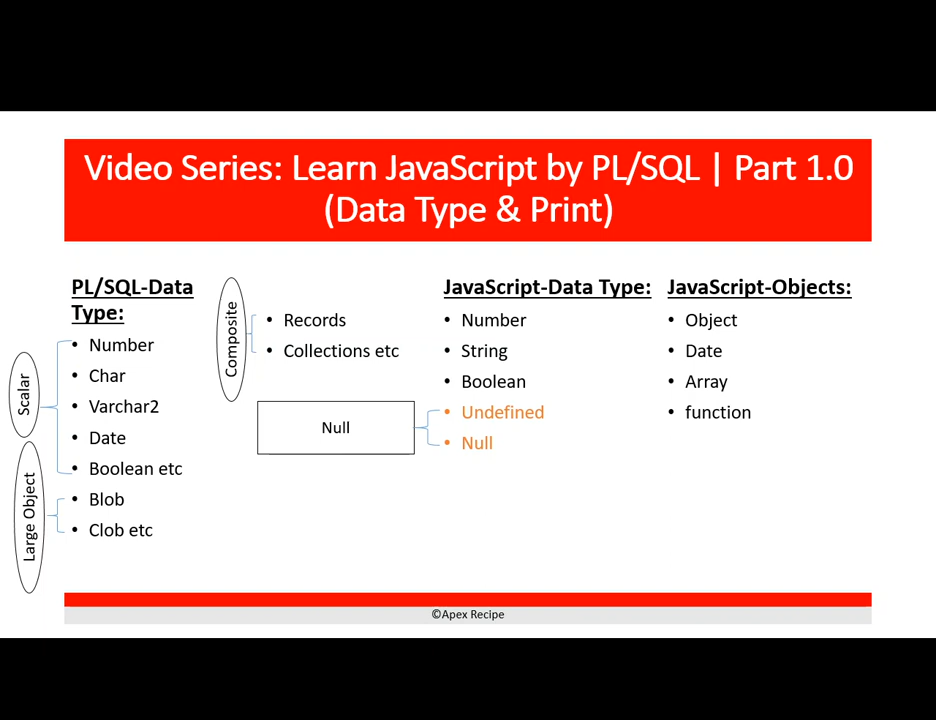 Video Series: Learn JavaScript by PL/SQL | Part 1.0
(Data Type & Print)
PL/SQL-Data
Type:
Scalar
• Number
• Char
• Varchar2
• Date
• Boolean etc
Large Object
• Blob
• Clob etc
Composite
• Records
• Collections etc
Null
JavaScript-Data Type:
• Number
• String
• Boolean
• Undefined
• Null
JavaScript-Objects:
• Object
• Date
• Array
• function
©Apex Recipe